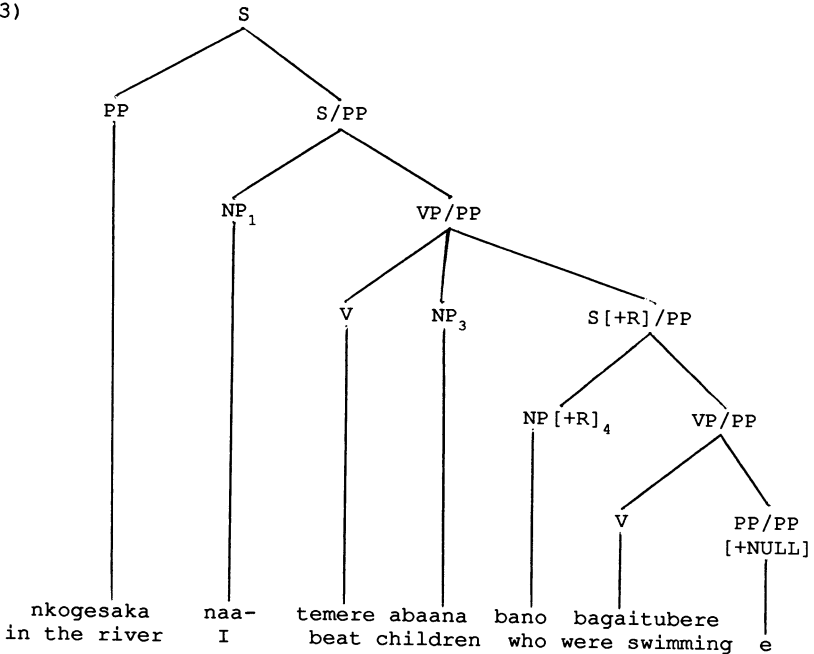 3)
S
PP S/PP
NP1 VP/PP
V NP3 S[+R]/PP
NP[+R]4 VP/PP
V PP/PP
[+NULL]
nkogesaka naa- temere abaana bano bagaitubere
in the river I beat children who were swimming e